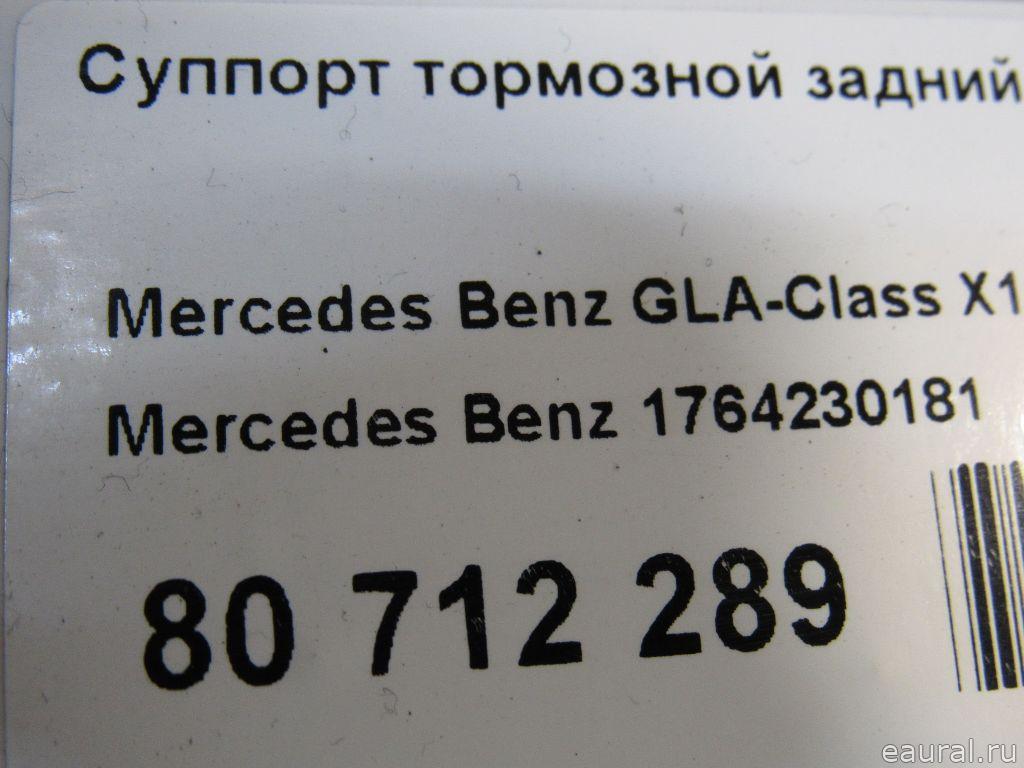 Суппорт тормозной задний
Mercedes Benz GLA-Class X1
Mercedes Benz 1764230181
80 712 289
eaural.ru